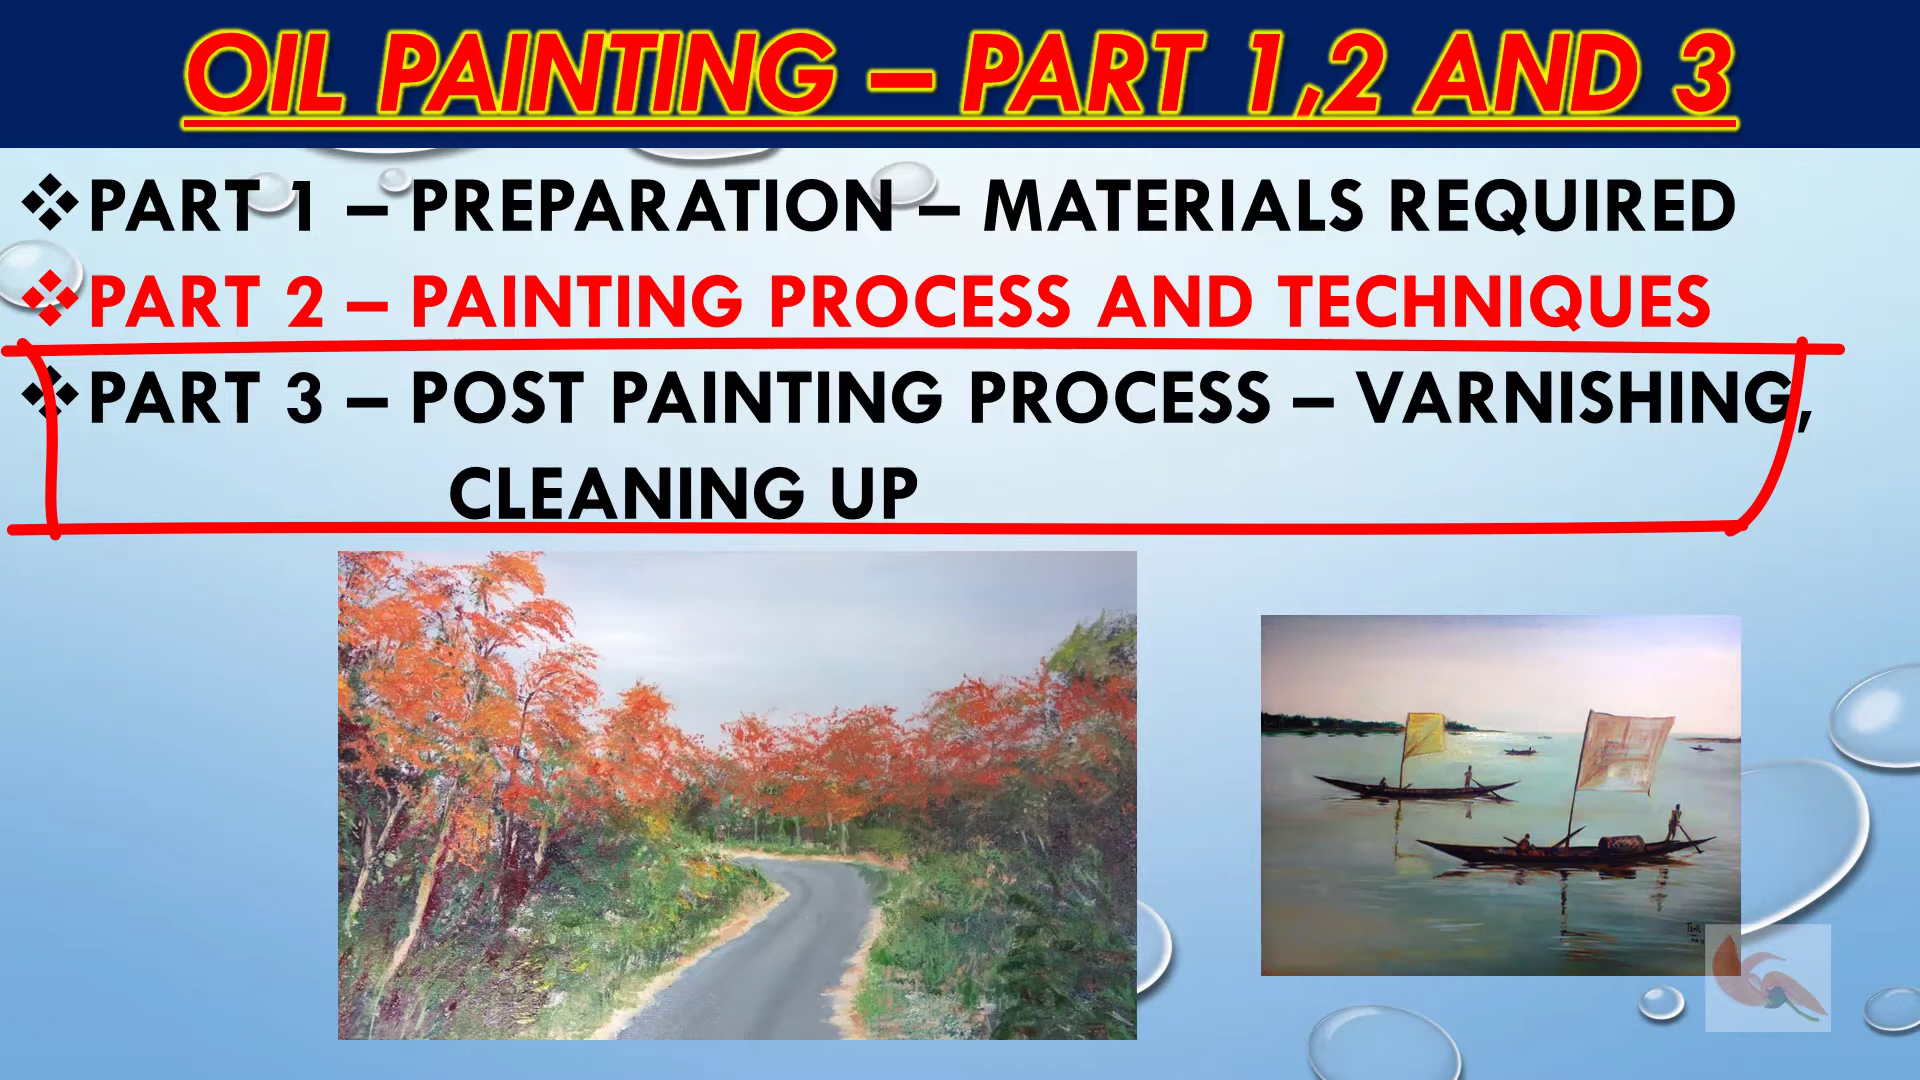 OIL PAINTING – PART 1,2 AND 3
❖PART 1 – PREPARATION – MATERIALS REQUIRED
❖PART 2 – PAINTING PROCESS AND TECHNIQUES
❖PART 3 – POST PAINTING PROCESS – VARNISHING,
CLEANING UP